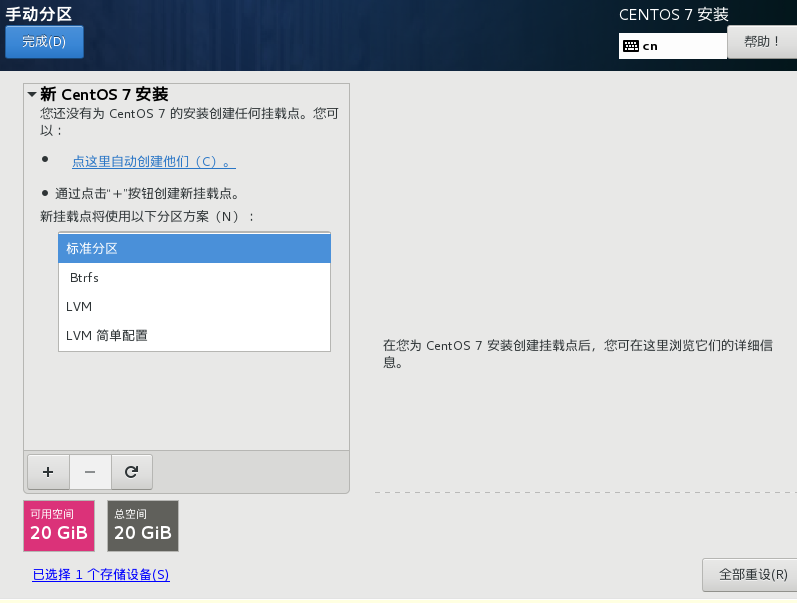 手动分区
CENTOS 7 安装
完成(D)
cn
帮助！
新 CentOS 7 安装
您还没有为 CentOS 7 的安装创建任何挂载点。您可
以：
点这里自动创建他们（C）。
通过点击“+”按钮创建新挂载点。
新挂载点将使用以下分区方案（N）：
标准分区
Btrfs
LVM
LVM 简单配置
在您为 CentOS 7 安装创建挂载点后，您可在这里浏览它们的详细信
息。
+ −
可用空间
20 GiB
总空间
20 GiB
已选择 1 个存储设备(S)
全部重设(R)